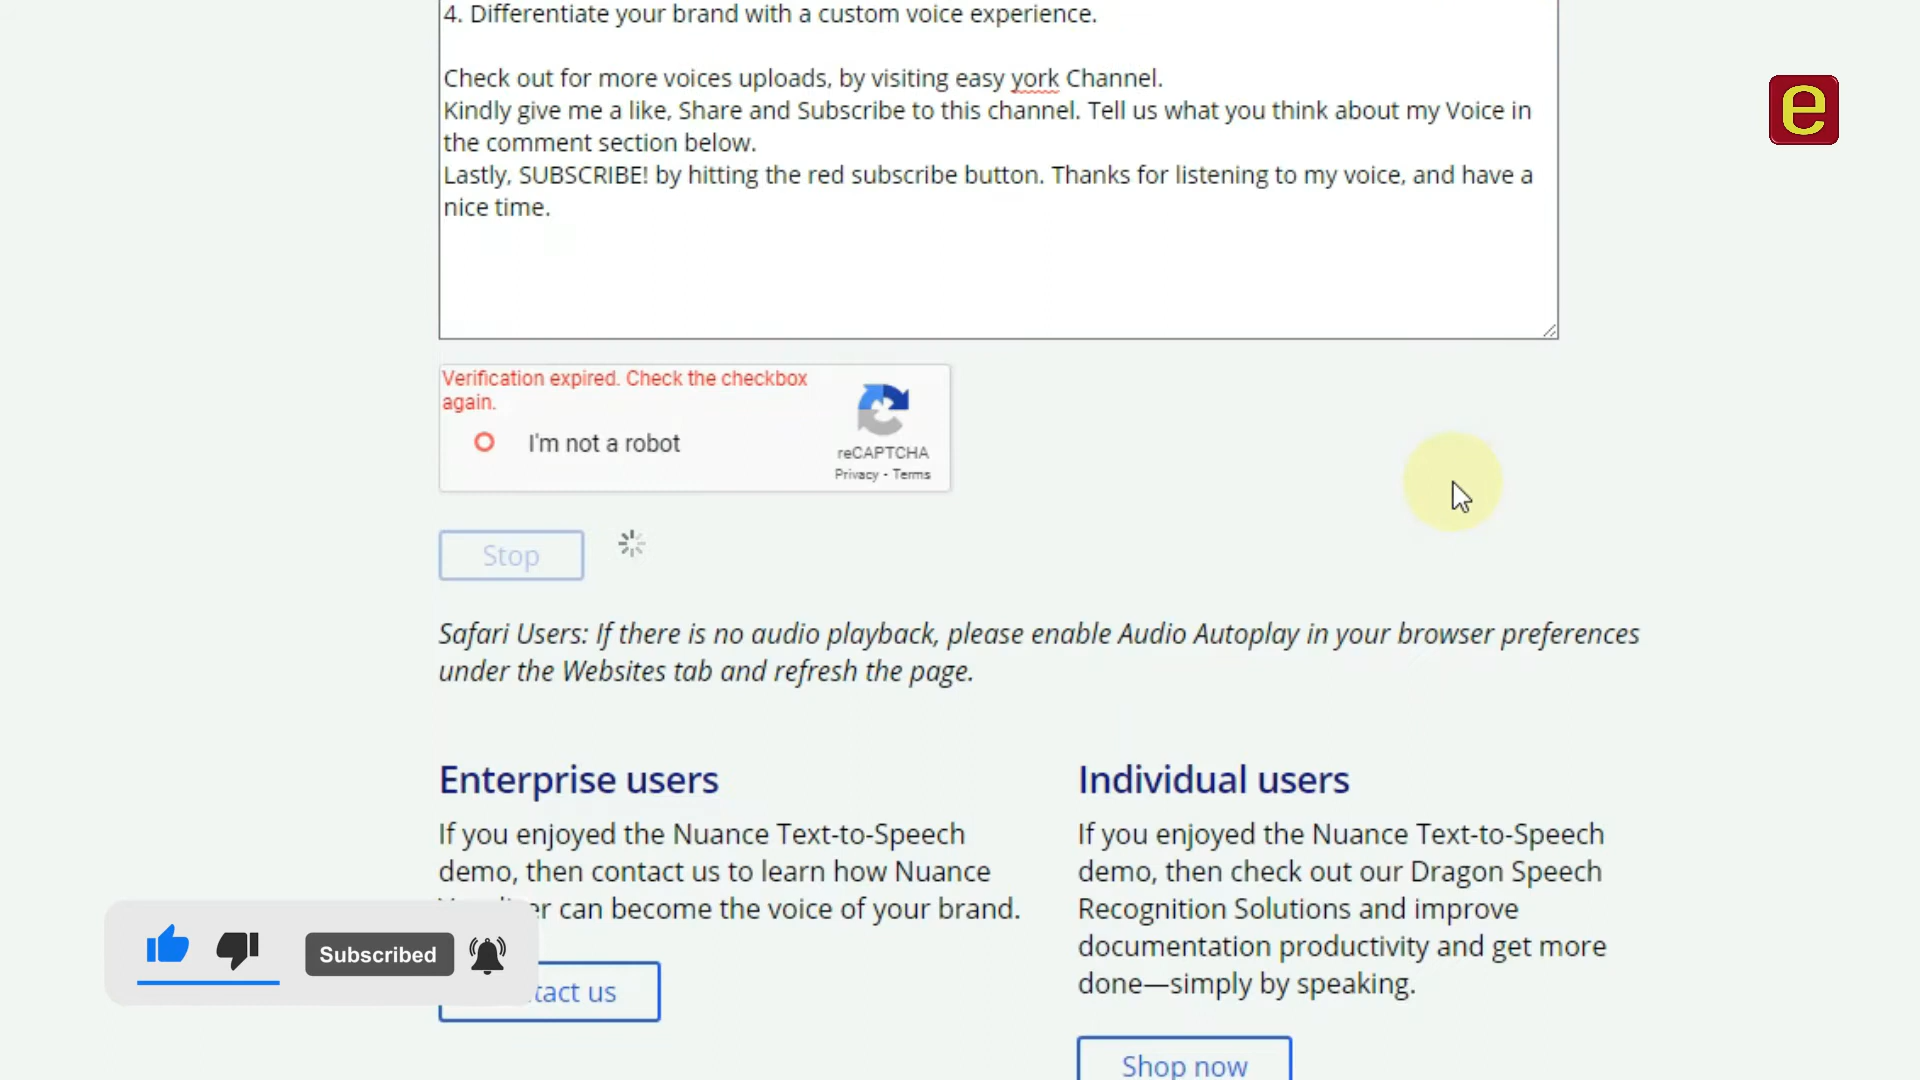 4. Differentiate your brand with a custom voice experience.
Check out for more voices uploads, by visiting easy york Channel.
Kindly give me a like, Share and Subscribe to this channel. Tell us what you think about my Voice in
the comment section below.
Lastly, SUBSCRIBE! by hitting the red subscribe button. Thanks for listening to my voice, and have a
nice time.
e
Verification expired. Check the checkbox
again.
I'm not a robot
reCAPTCHA
Privacy - Terms
Stop
Safari Users: If there is no audio playback, please enable Audio Autoplay in your browser preferences
under the Websites tab and refresh the page.
Enterprise users
If you enjoyed the Nuance Text-to-Speech
demo, then contact us to learn how Nuance
can become the voice of your brand.
Individual users
If you enjoyed the Nuance Text-to-Speech
demo, then check out our Dragon Speech
Recognition Solutions and improve
documentation productivity and get more
done—simply by speaking.
Subscribed
us
Shop now